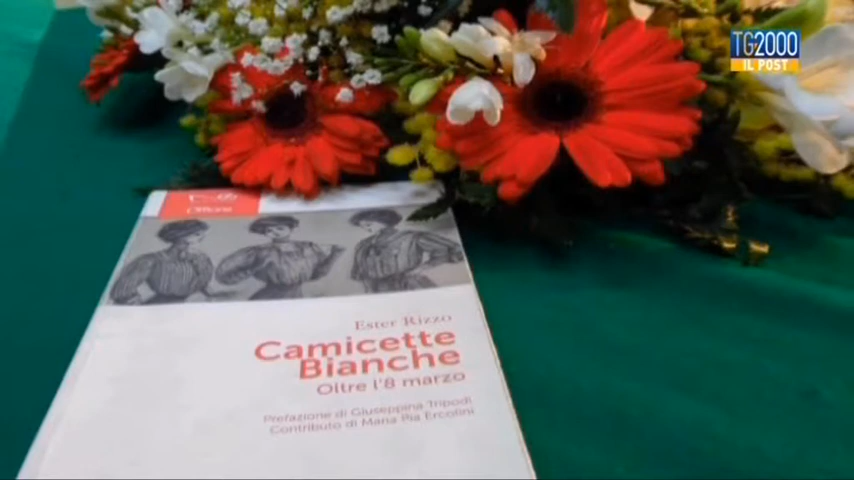 TG2000
IL POST
Ester Rizzo
Camicette
Bianche
Oltre l'8 marzo
Prefazione di Giuseppina Tripodi
Contributo di Maria Pia Ercolini